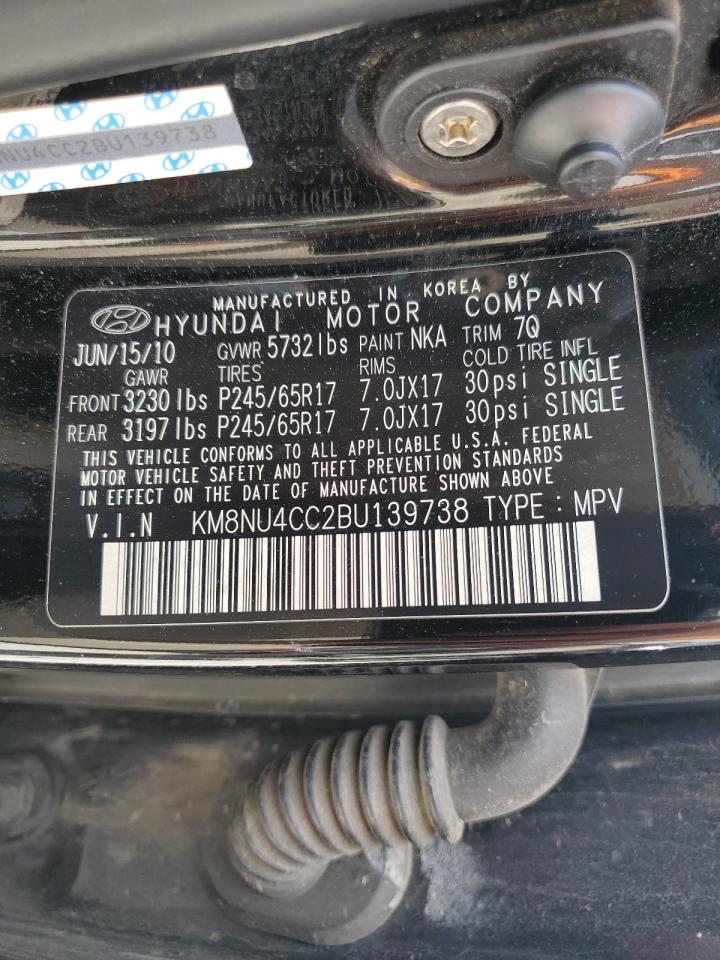 NU4CC2BU139738
MANUFACTURED IN KOREA BY
HYUNDAI MOTOR COMPANY
JUN/15/10 GVWR 5732lbs PAINT NKA TRIM 7Q
GAWR TIRES RIMS COLD TIRE INFL
FRONT 3230lbs P245/65R17 7.0JX17 30psi SINGLE
REAR 3197lbs P245/65R17 7.0JX17 30psi SINGLE
THIS VEHICLE CONFORMS TO ALL APPLICABLE U.S.A. FEDERAL
MOTOR VEHICLE SAFETY AND THEFT PREVENTION STANDARDS
IN EFFECT ON THE DATE OF MANUFACTURE SHOWN ABOVE
V.I.N KM8NU4CC2BU139738 TYPE : MPV